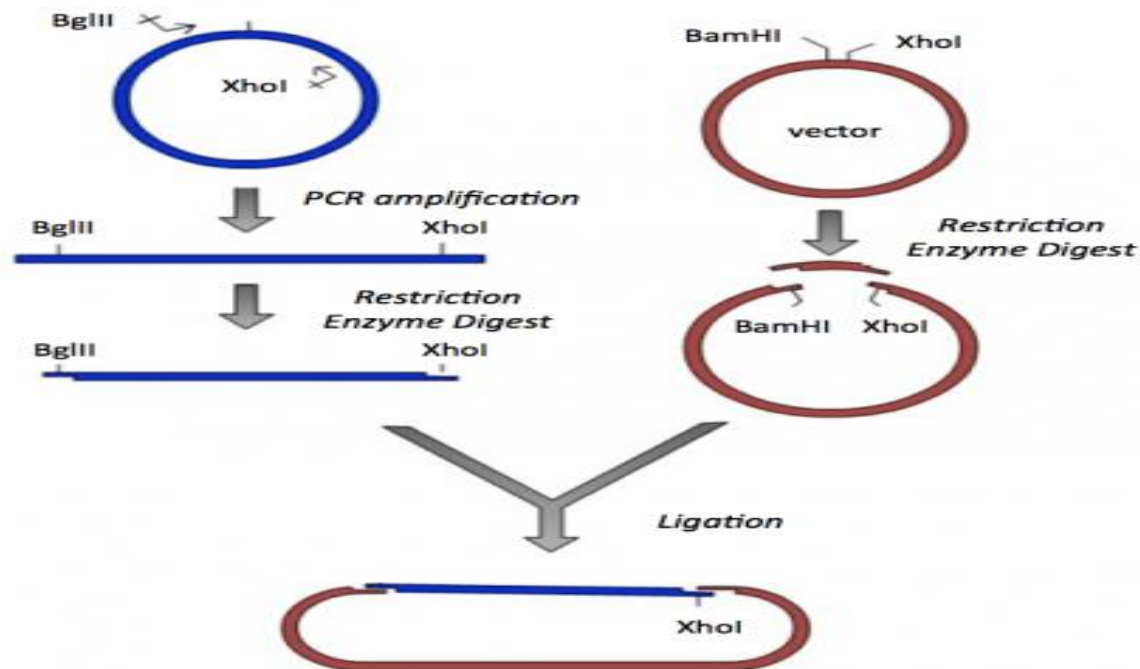 BglII
XhoI
BamHI
XhoI
vector
PCR amplification
BglII
XhoI
Restriction
Enzyme Digest
Restriction
Enzyme Digest
BglII
XhoI
BamHI
XhoI
Ligation
XhoI